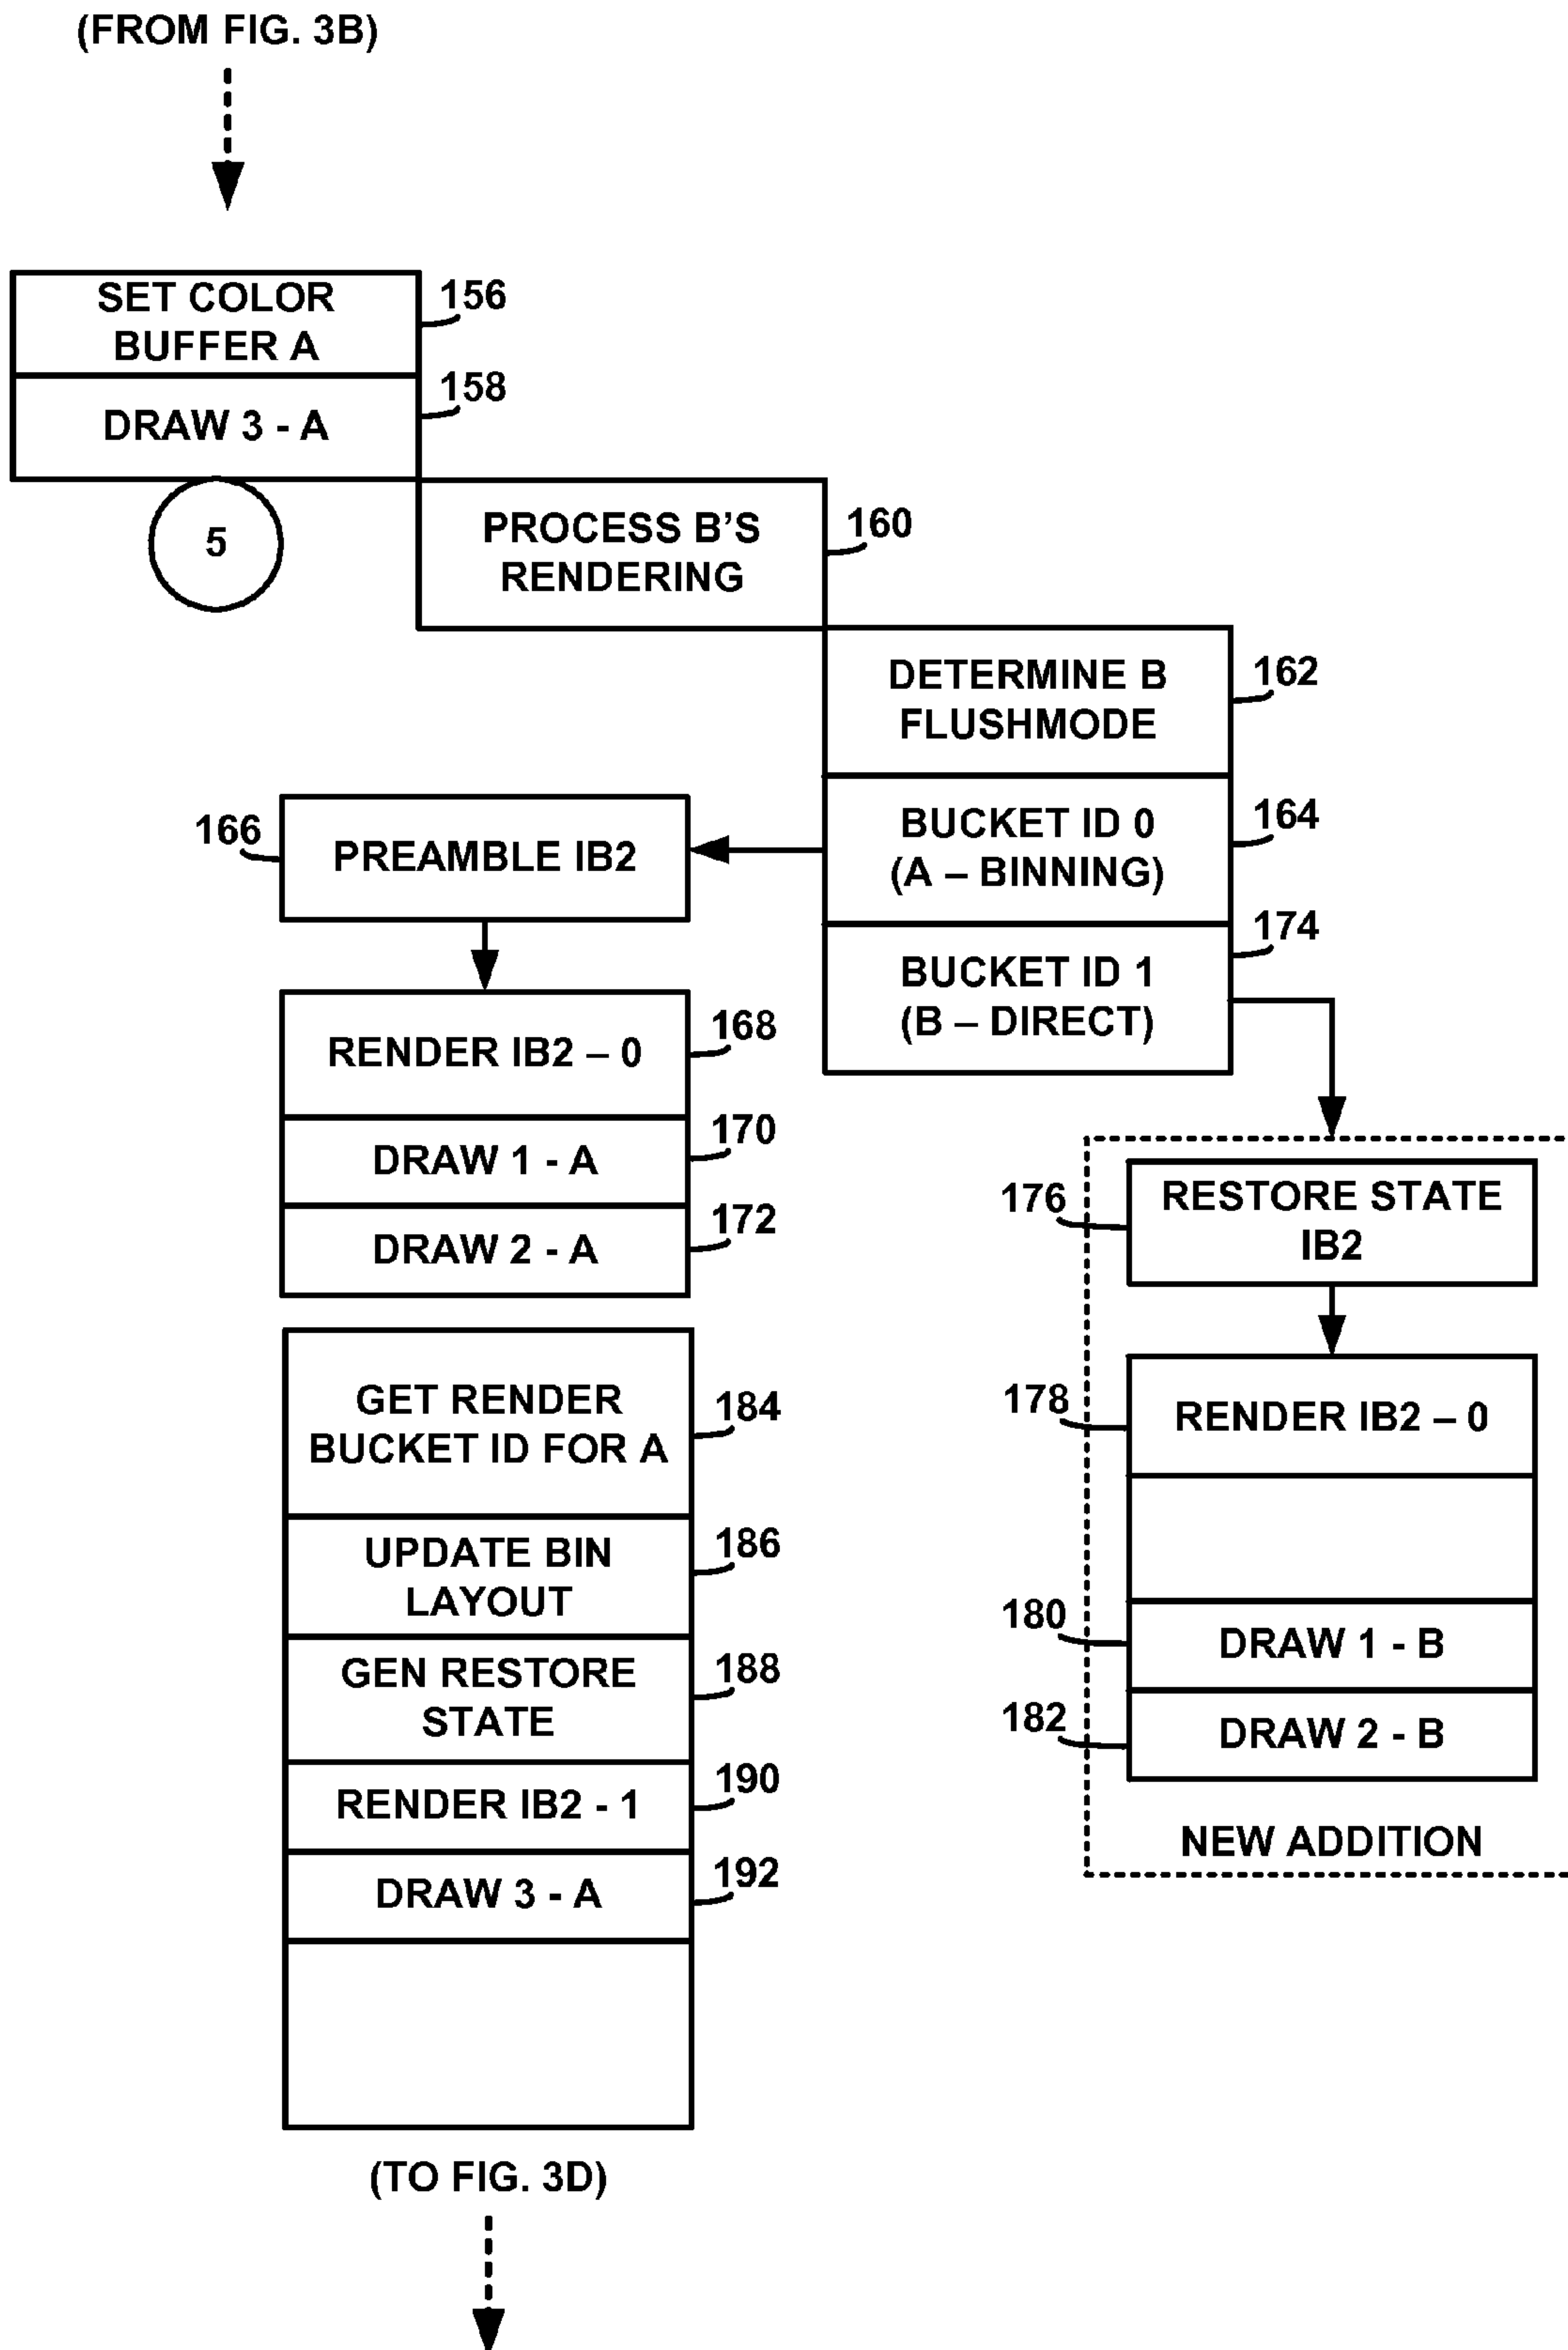 (FROM FIG. 3B)
SET COLOR
BUFFER A
156
DRAW 3 - A
158
5
PROCESS B’S
RENDERING
160
DETERMINE B
FLUSHMODE
162
BUCKET ID 0
(A – BINNING)
164
166
PREAMBLE IB2
BUCKET ID 1
(B – DIRECT)
174
RENDER IB2 – 0
168
DRAW 1 - A
170
DRAW 2 - A
172
176
RESTORE STATE
IB2
178
RENDER IB2 – 0
180
DRAW 1 - B
182
DRAW 2 - B
NEW ADDITION
GET RENDER
BUCKET ID FOR A
184
UPDATE BIN
LAYOUT
186
GEN RESTORE
STATE
188
RENDER IB2 - 1
190
DRAW 3 - A
192
(TO FIG. 3D)